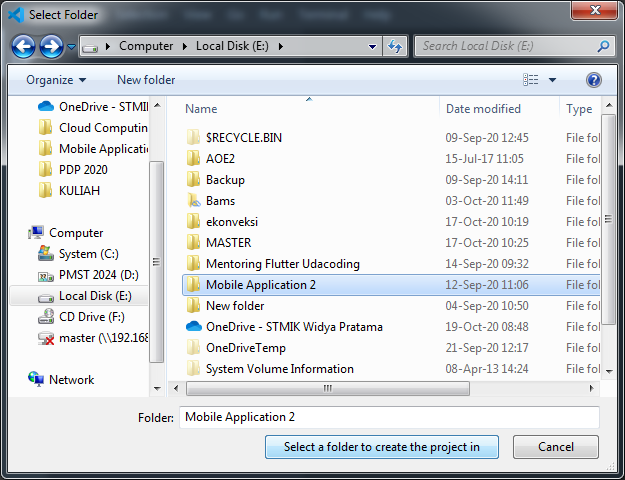 Select Folder
Computer Local Disk (E:)
Search Local Disk (E:)
Organize New folder
OneDrive - STMIK
Cloud Computin
Mobile Applicatio
PDP 2020
KULIAH
Computer
System (C:)
PMST 2024 (D:)
Local Disk (E:)
CD Drive (F:)
master (\\192.168
Network
Name Date modified Type
$RECYCLE.BIN 09-Sep-20 12:45 File fol
AOE2 15-Jul-17 11:05 File fol
Backup 09-Sep-20 14:11 File fol
Bams 03-Oct-20 11:49 File fol
ekonveksi 17-Oct-20 10:19 File fol
MASTER 17-Oct-20 10:25 File fol
Mentoring Flutter Udacoding 14-Sep-20 09:32 File fol
Mobile Application 2 12-Sep-20 11:06 File fol
New folder 04-Sep-20 10:50 File fol
OneDrive - STMIK Widya Pratama 19-Oct-20 08:48 File fol
OneDriveTemp 21-Sep-20 12:17 File fol
System Volume Information 08-Apr-13 14:24 File fol
Folder: Mobile Application 2
Select a folder to create the project in Cancel